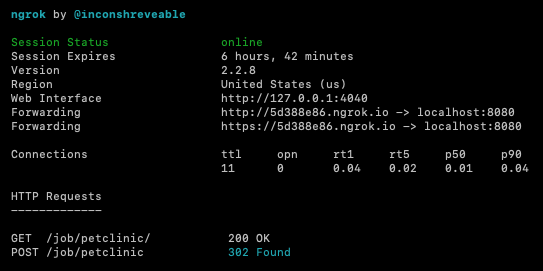 ngrok by @inconshreveable
Session Status online
Session Expires 6 hours, 42 minutes
Version 2.2.8
Region United States (us)
Web Interface http://127.0.0.1:4040
Forwarding http://5d388e86.ngrok.io -> localhost:8080
Forwarding https://5d388e86.ngrok.io -> localhost:8080
Connections ttl opn rt1 rt5 p50 p90
11 0 0.04 0.02 0.01 0.04
HTTP Requests
-------------
GET /job/petclinic/ 200 OK
POST /job/petclinic 302 Found